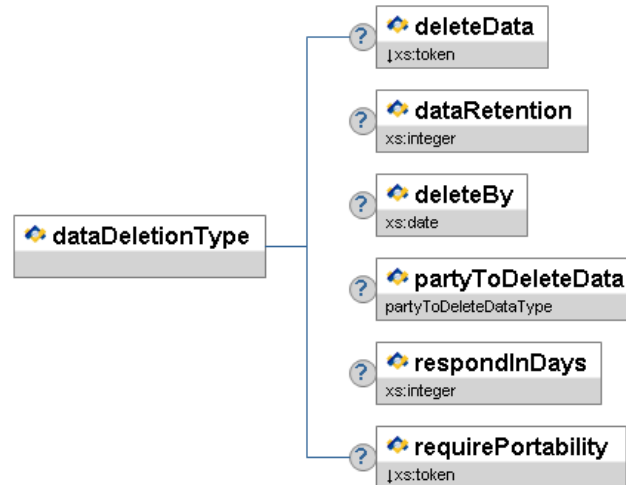 ? deleteData
↓xs:token
? dataRetention
xs:integer
? deleteBy
xs:date
dataDeletionType
? partyToDeleteData
partyToDeleteDataType
? respondInDays
xs:integer
? requirePortability
↓xs:token